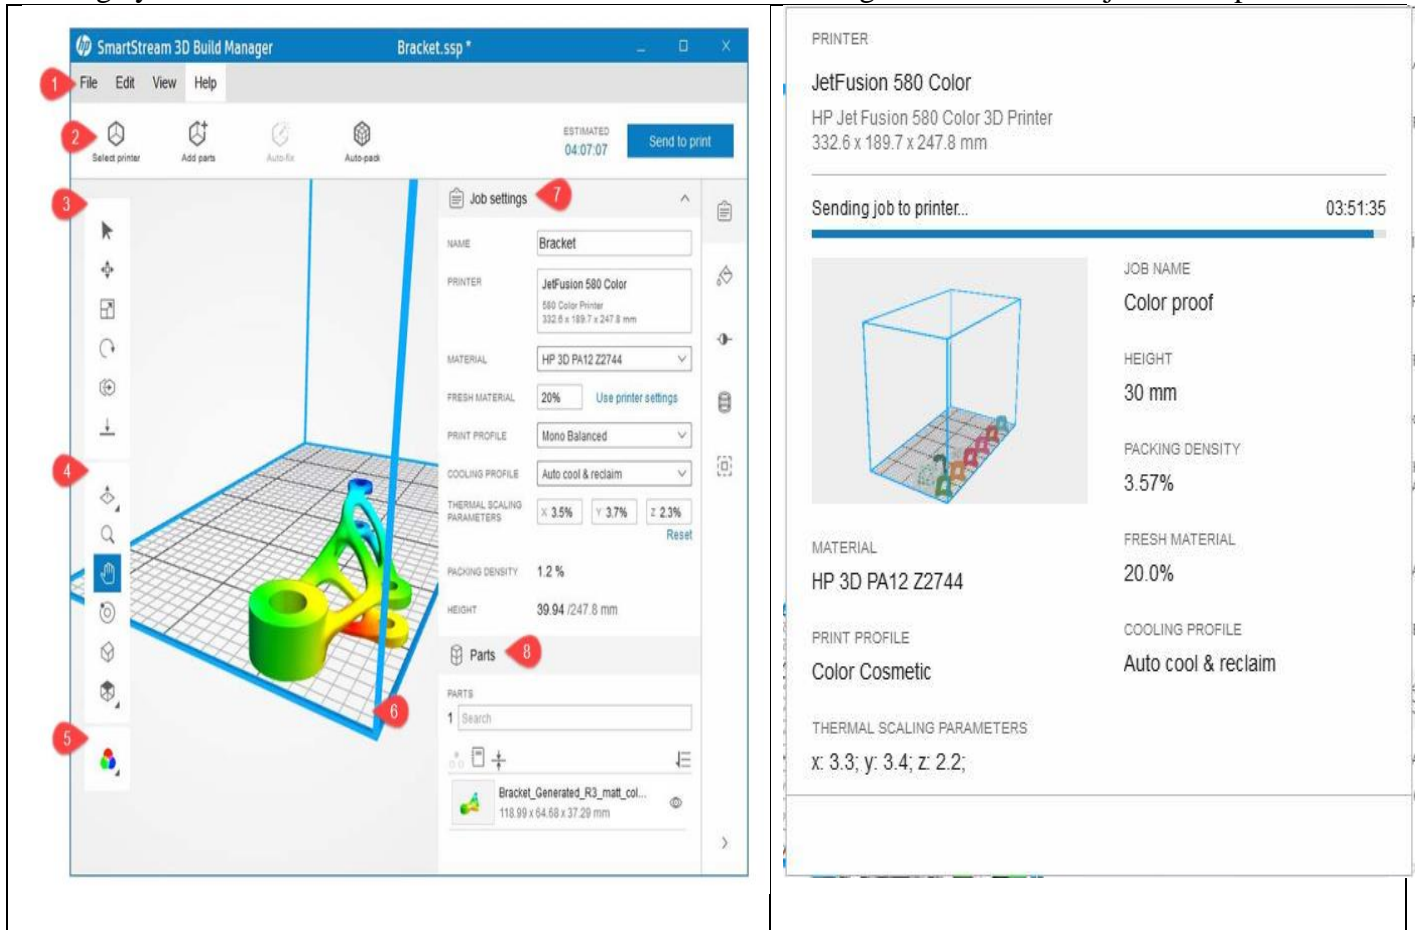 SmartStream 3D Build Manager
Bracket.ssp *
1
File Edit View Help
2
Select printer
Add parts
Auto-fix
Auto-pack
ESTIMATED
04:07:07
Send to print
3
4
5
6
Job settings 7
NAME Bracket
PRINTER JetFusion 580 Color
580 Color Printer
332.6 x 189.7 x 247.8 mm
MATERIAL HP 3D PA12 Z2744
FRESH MATERIAL 20% Use printer settings
PRINT PROFILE Mono Balanced
COOLING PROFILE Auto cool & reclaim
THERMAL SCALING
PARAMETERS
X 3.5% Y 3.7% Z 2.3%
Reset
PACKING DENSITY 1.2 %
HEIGHT 39.94 /247.8 mm
Parts 8
PARTS
1 Search
Bracket_Generated_R3_matt_col...
118.99 x 64.68 x 37.29 mm
PRINTER
JetFusion 580 Color
HP Jet Fusion 580 Color 3D Printer
332.6 x 189.7 x 247.8 mm
Sending job to printer... 03:51:35
JOB NAME
Color proof
HEIGHT
30 mm
PACKING DENSITY
3.57%
MATERIAL
HP 3D PA12 Z2744
FRESH MATERIAL
20.0%
PRINT PROFILE
Color Cosmetic
COOLING PROFILE
Auto cool & reclaim
THERMAL SCALING PARAMETERS
x: 3.3; y: 3.4; z: 2.2;